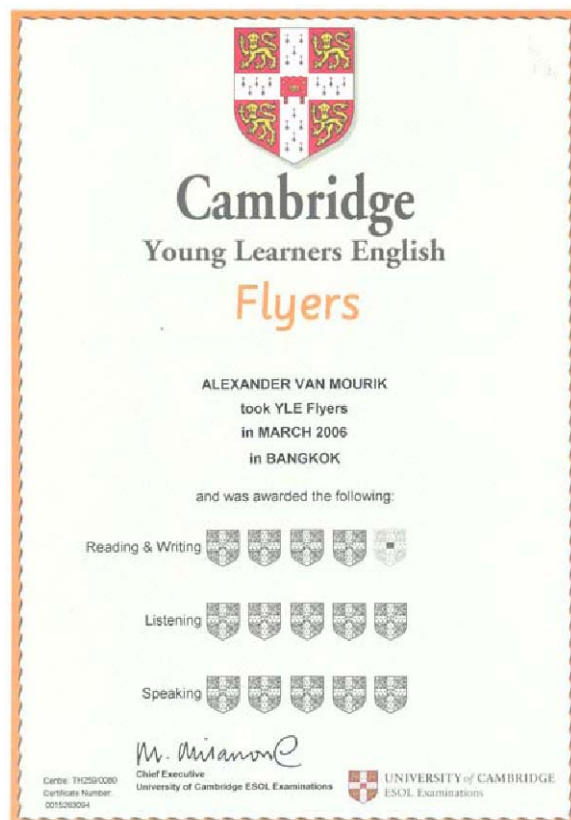 Cambridge
Young Learners English
Flyers
ALEXANDER VAN MOURIK
took YLE Flyers
in MARCH 2006
in BANGKOK
and was awarded the following:
Reading & Writing
Listening
Speaking
Chief Executive
University of Cambridge ESOL Examinations
Centre: TH259/0080
Certificate Number:
0015263094
UNIVERSITY of CAMBRIDGE
ESOL Examinations